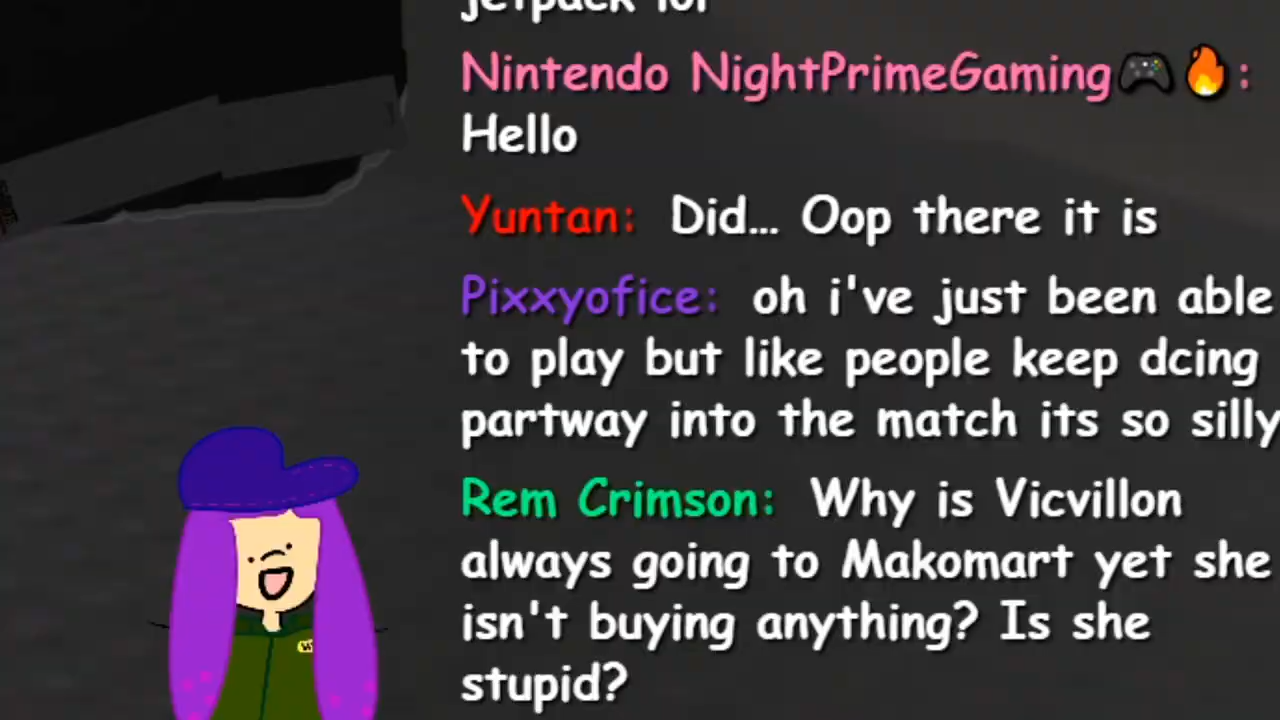 jetpack lol
Nintendo NightPrimeGaming🎮🔥:
Hello
Yuntan: Did... Oop there it is
Pixxyofice: oh i've just been able
to play but like people keep dcing
partway into the match its so silly
Rem Crimson: Why is Vicvillon
always going to Makomart yet she
isn't buying anything? Is she
stupid?